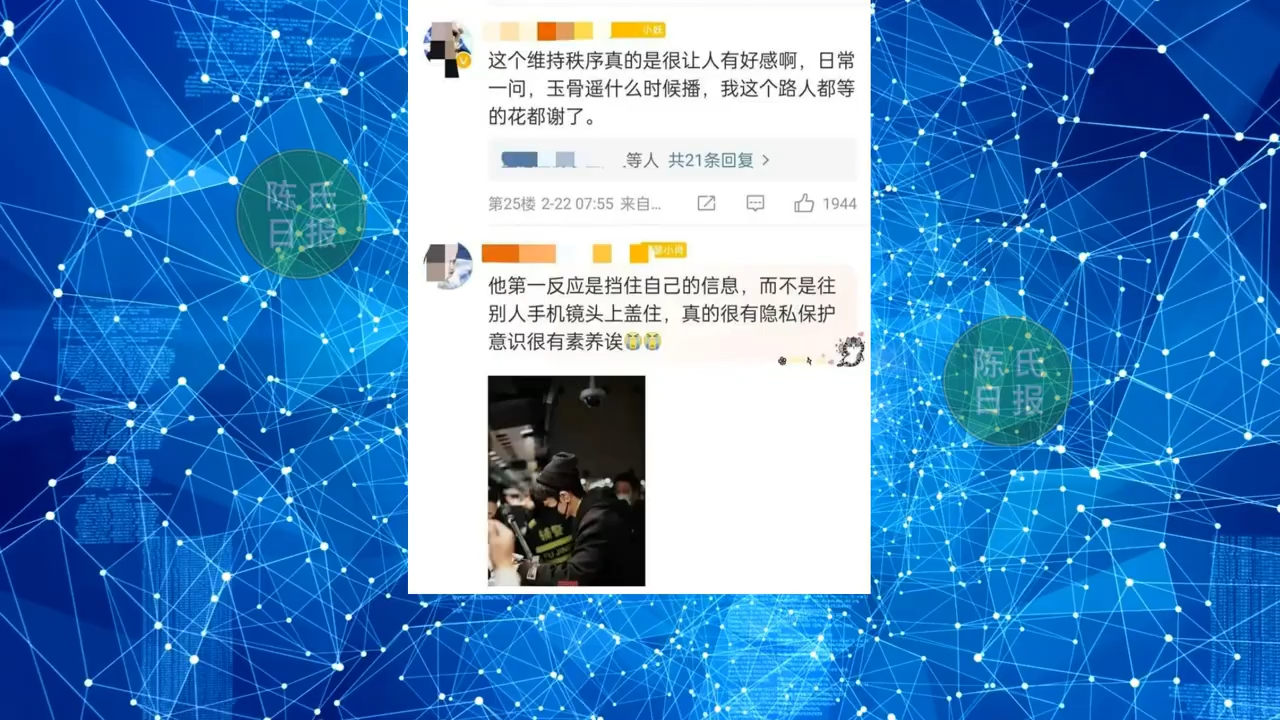 小妖
这个维持秩序真的是很让人有好感啊，日常
一问，玉骨遥什么时候播，我这个路人都等
的花都谢了。
等人 共21条回复
第25楼 2-22 07:55 来自...
1944
小肖
他第一反应是挡住自己的信息，而不是往
别人手机镜头上盖住，真的很有隐私保护
意识很有素养诶😭😭
陈氏
日报
陈氏
日报